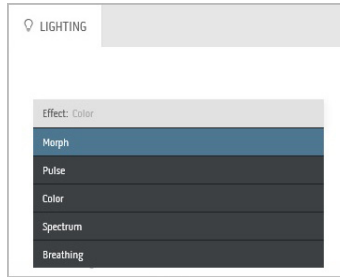 LIGHTING
Effect: Color
Morph
Pulse
Color
Spectrum
Breathing